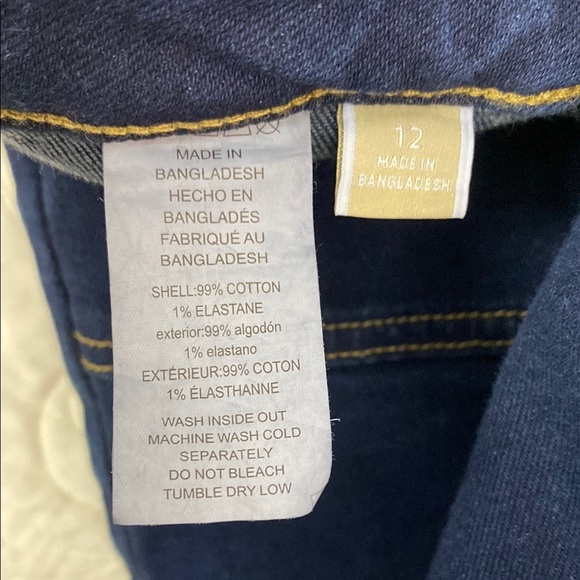 MADE IN
BANGLADESH
HECHO EN
BANGLADÉS
FABRIQUÉ AU
BANGLADESH
SHELL:99% COTTON
1% ELASTANE
exterior:99% algodón
1% elastano
EXTÉRIEUR:99% COTON
1% ÉLASTHANNE
WASH INSIDE OUT
MACHINE WASH COLD
SEPARATELY
DO NOT BLEACH
TUMBLE DRY LOW
12
MADE IN
BANGLADESH